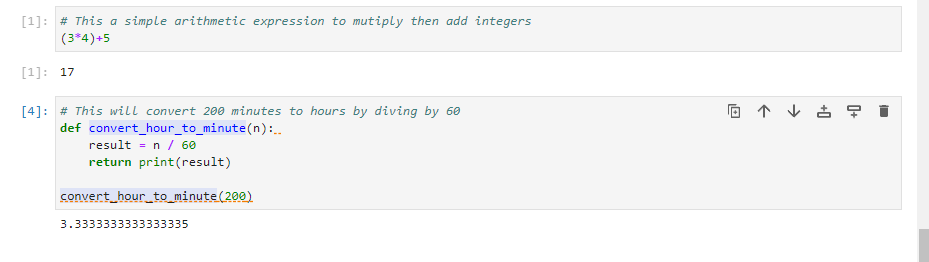 [1]: # This a simple arithmetic expression to mutiply then add integers
(3*4)+5
[1]: 17
[4]: # This will convert 200 minutes to hours by diving by 60
def convert_hour_to_minute(n):
    result = n / 60
    return print(result)
convert_hour_to_minute(200)
3.3333333333333335